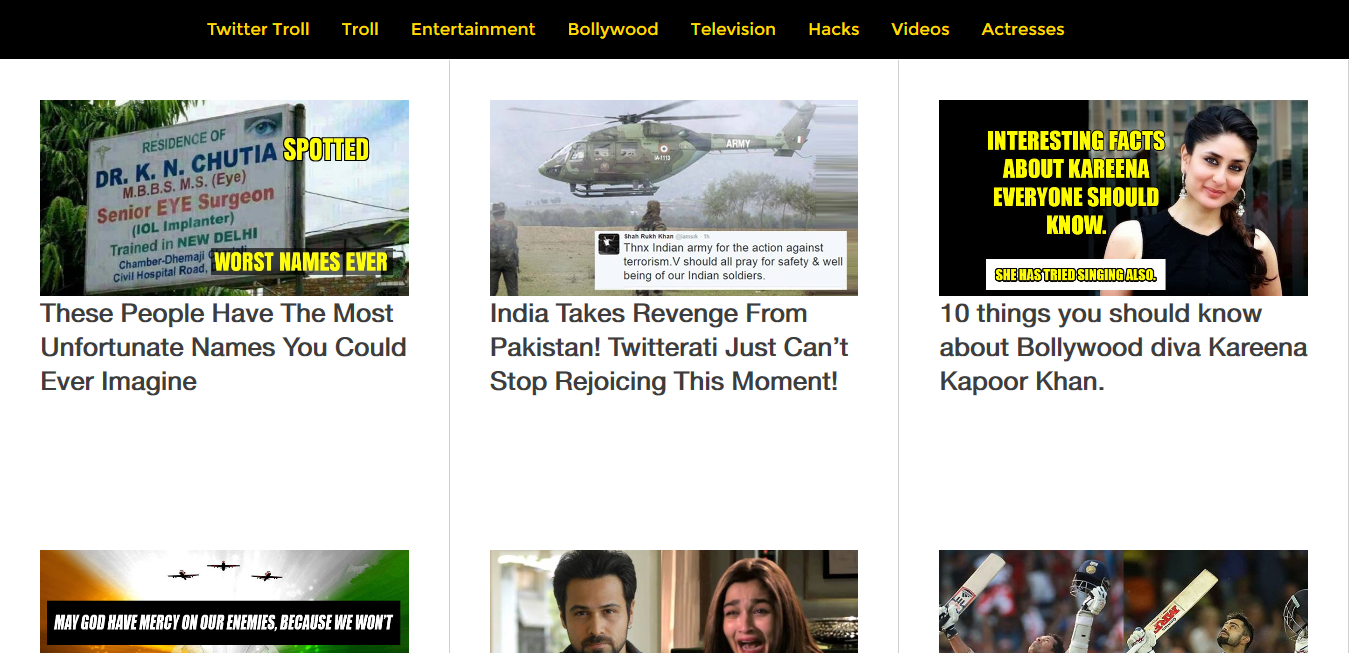 Twitter Troll Troll Entertainment Bollywood Television Hacks Videos Actresses
RESIDENCE OF
DR. K. N. CHUTIA
SPOTTED
M.B.B.S. M.S. (Eye)
Senior EYE Surgeon
(IOL Implanter)
Trained in NEW DELHI
Chamber-Dhemaji
Civil Hospital Road,
WORST NAMES EVER
These People Have The Most
Unfortunate Names You Could
Ever Imagine
ARMY
IA-1113
Shah Rukh Khan @iamsrk · 1h
Thnx Indian army for the action against
terrorism.V should all pray for safety & well
being of our Indian soldiers.
India Takes Revenge From
Pakistan! Twitterati Just Can’t
Stop Rejoicing This Moment!
INTERESTING FACTS
ABOUT KAREENA
EVERYONE SHOULD
KNOW.
SHE HAS TRIED SINGING ALSO.
10 things you should know
about Bollywood diva Kareena
Kapoor Khan.
MAY GOD HAVE MERCY ON OUR ENEMIES, BECAUSE WE WON'T
MRF